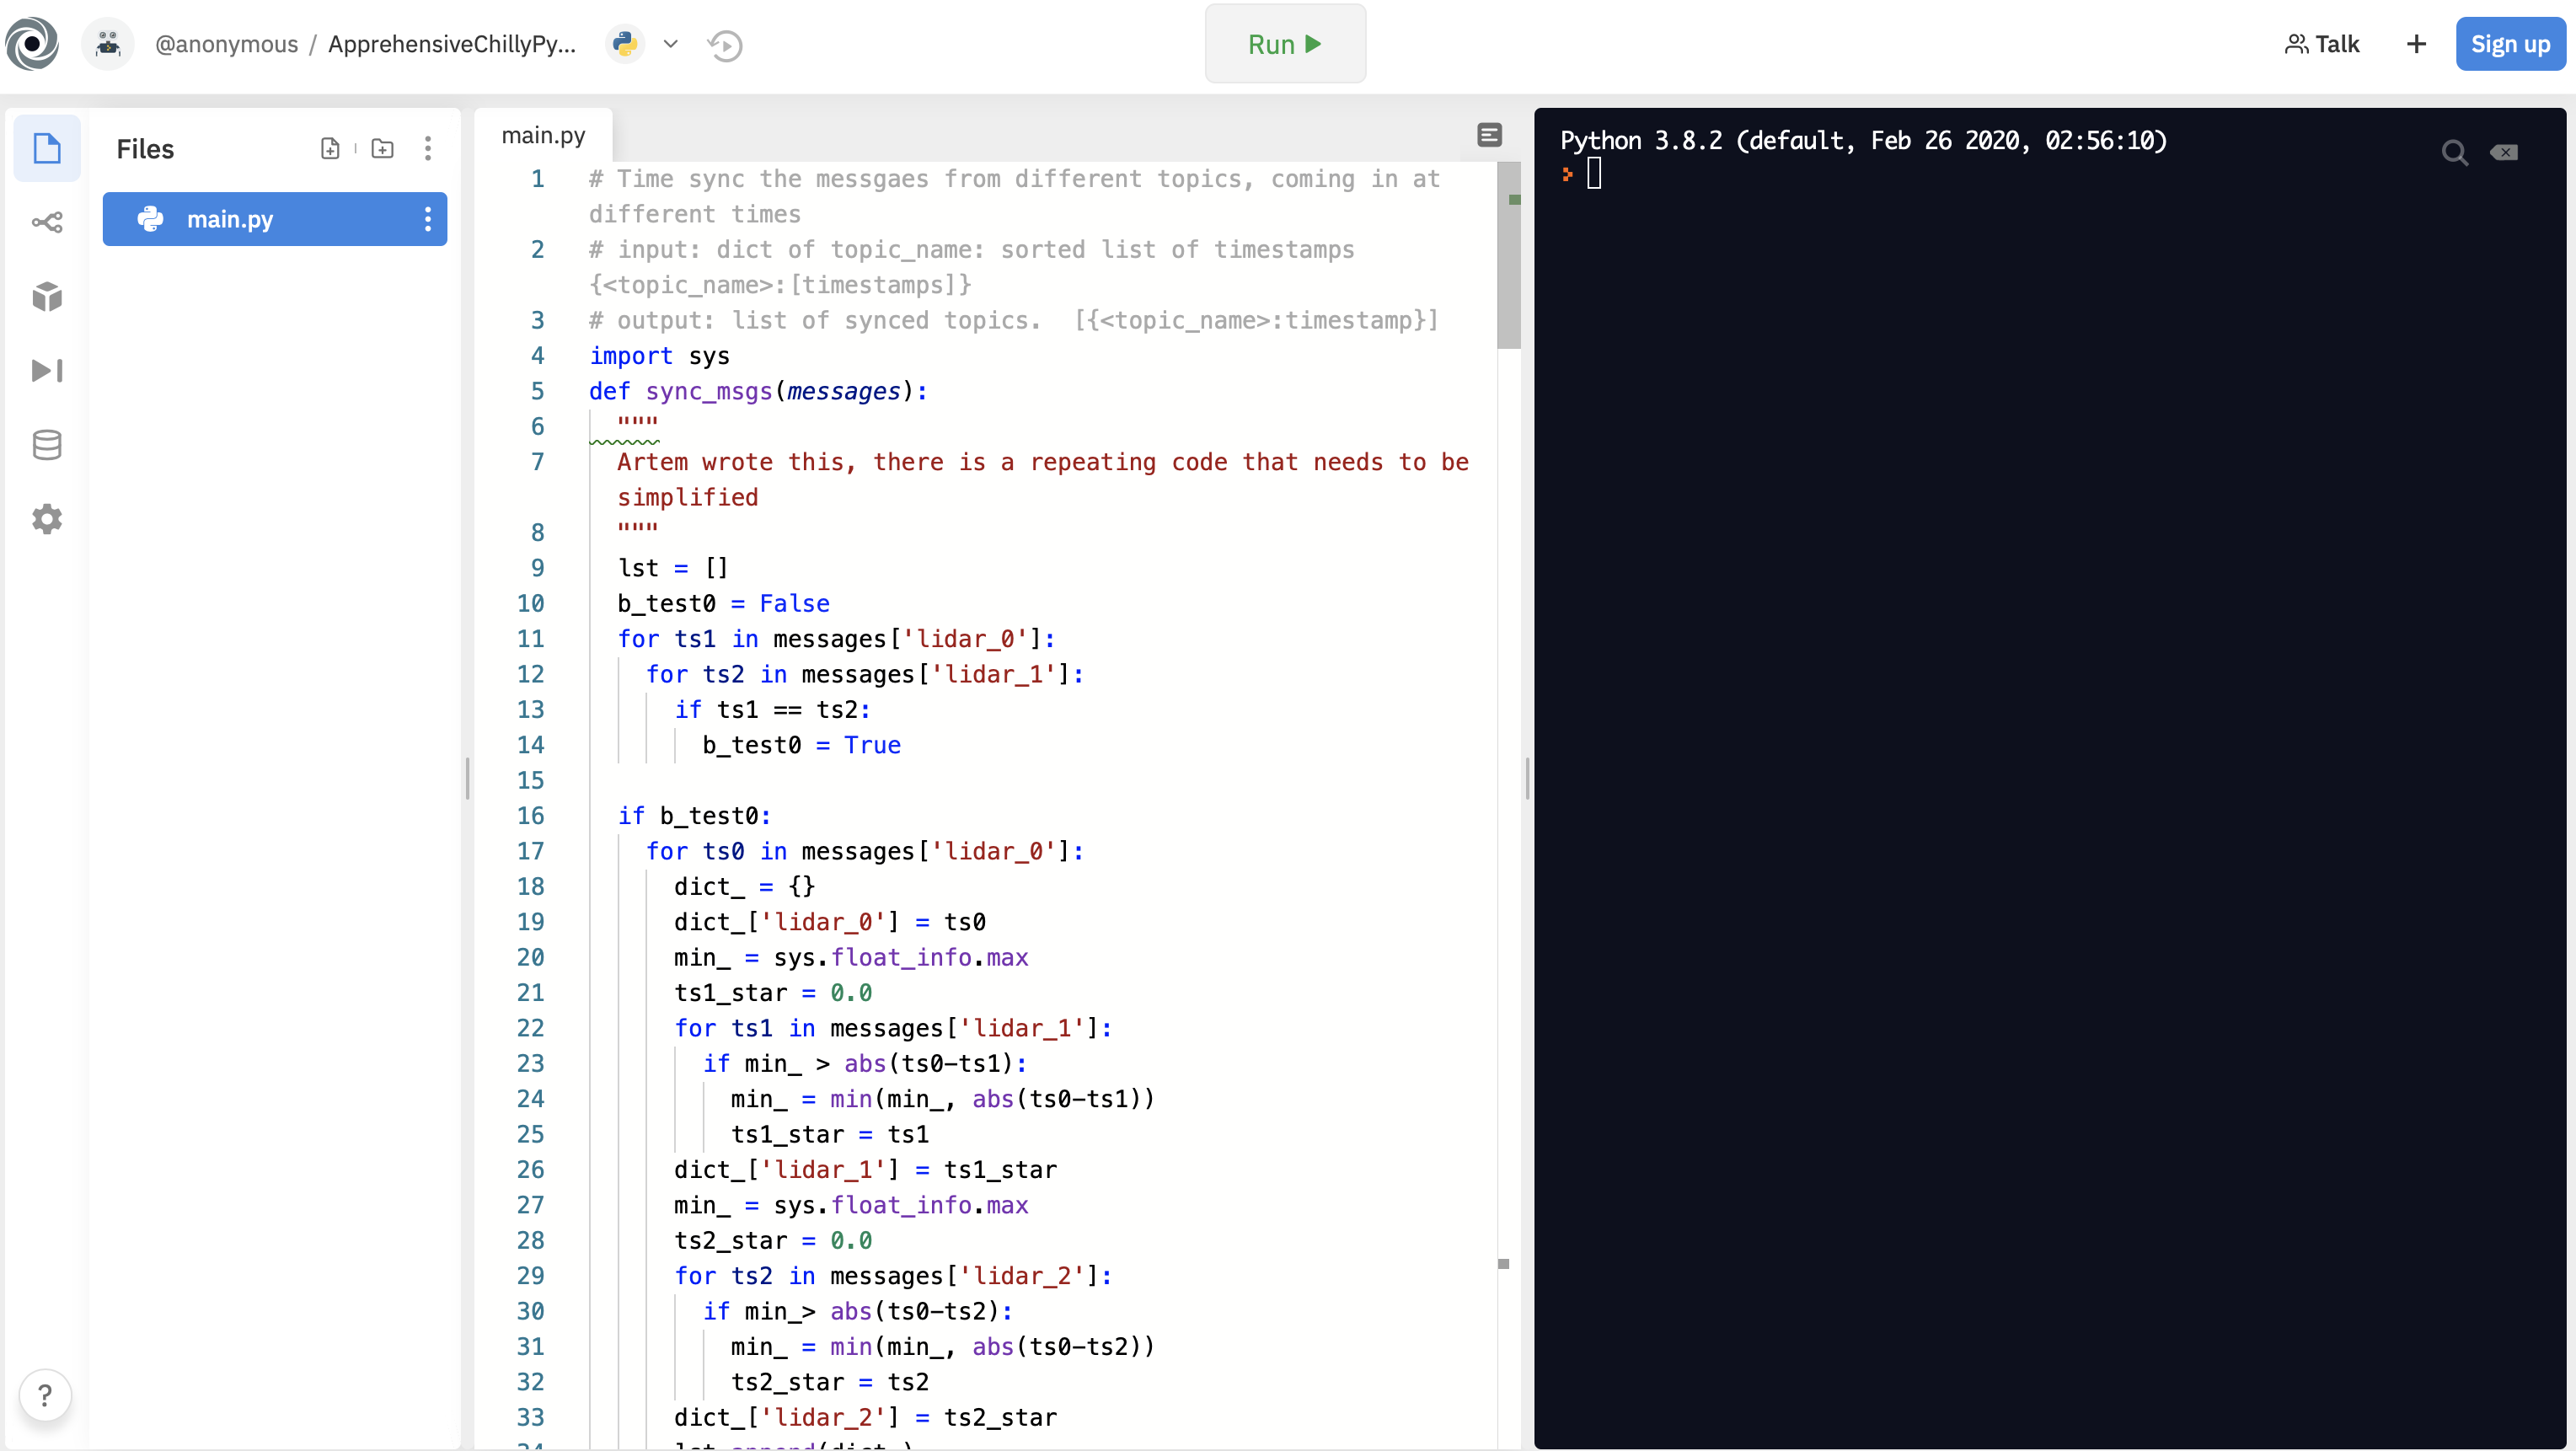 @anonymous / ApprehensiveChillyPy...
Run
Talk
+
Sign up
Files
main.py
main.py
1 # Time sync the messgaes from different topics, coming in at
different times
2 # input: dict of topic_name: sorted list of timestamps
{<topic_name>:[timestamps]}
3 # output: list of synced topics.  [{<topic_name>:timestamp}]
4 import sys
5 def sync_msgs(messages):
6 """
7 Artem wrote this, there is a repeating code that needs to be
simplified
8 """
9 lst = []
10 b_test0 = False
11 for ts1 in messages['lidar_0']:
12 for ts2 in messages['lidar_1']:
13 if ts1 == ts2:
14 b_test0 = True
15
16 if b_test0:
17 for ts0 in messages['lidar_0']:
18 dict_ = {}
19 dict_['lidar_0'] = ts0
20 min_ = sys.float_info.max
21 ts1_star = 0.0
22 for ts1 in messages['lidar_1']:
23 if min_ > abs(ts0-ts1):
24 min_ = min(min_, abs(ts0-ts1))
25 ts1_star = ts1
26 dict_['lidar_1'] = ts1_star
27 min_ = sys.float_info.max
28 ts2_star = 0.0
29 for ts2 in messages['lidar_2']:
30 if min_> abs(ts0-ts2):
31 min_ = min(min_, abs(ts0-ts2))
32 ts2_star = ts2
33 dict_['lidar_2'] = ts2_star
34 lst.append(dict_)
Python 3.8.2 (default, Feb 26 2020, 02:56:10)
?